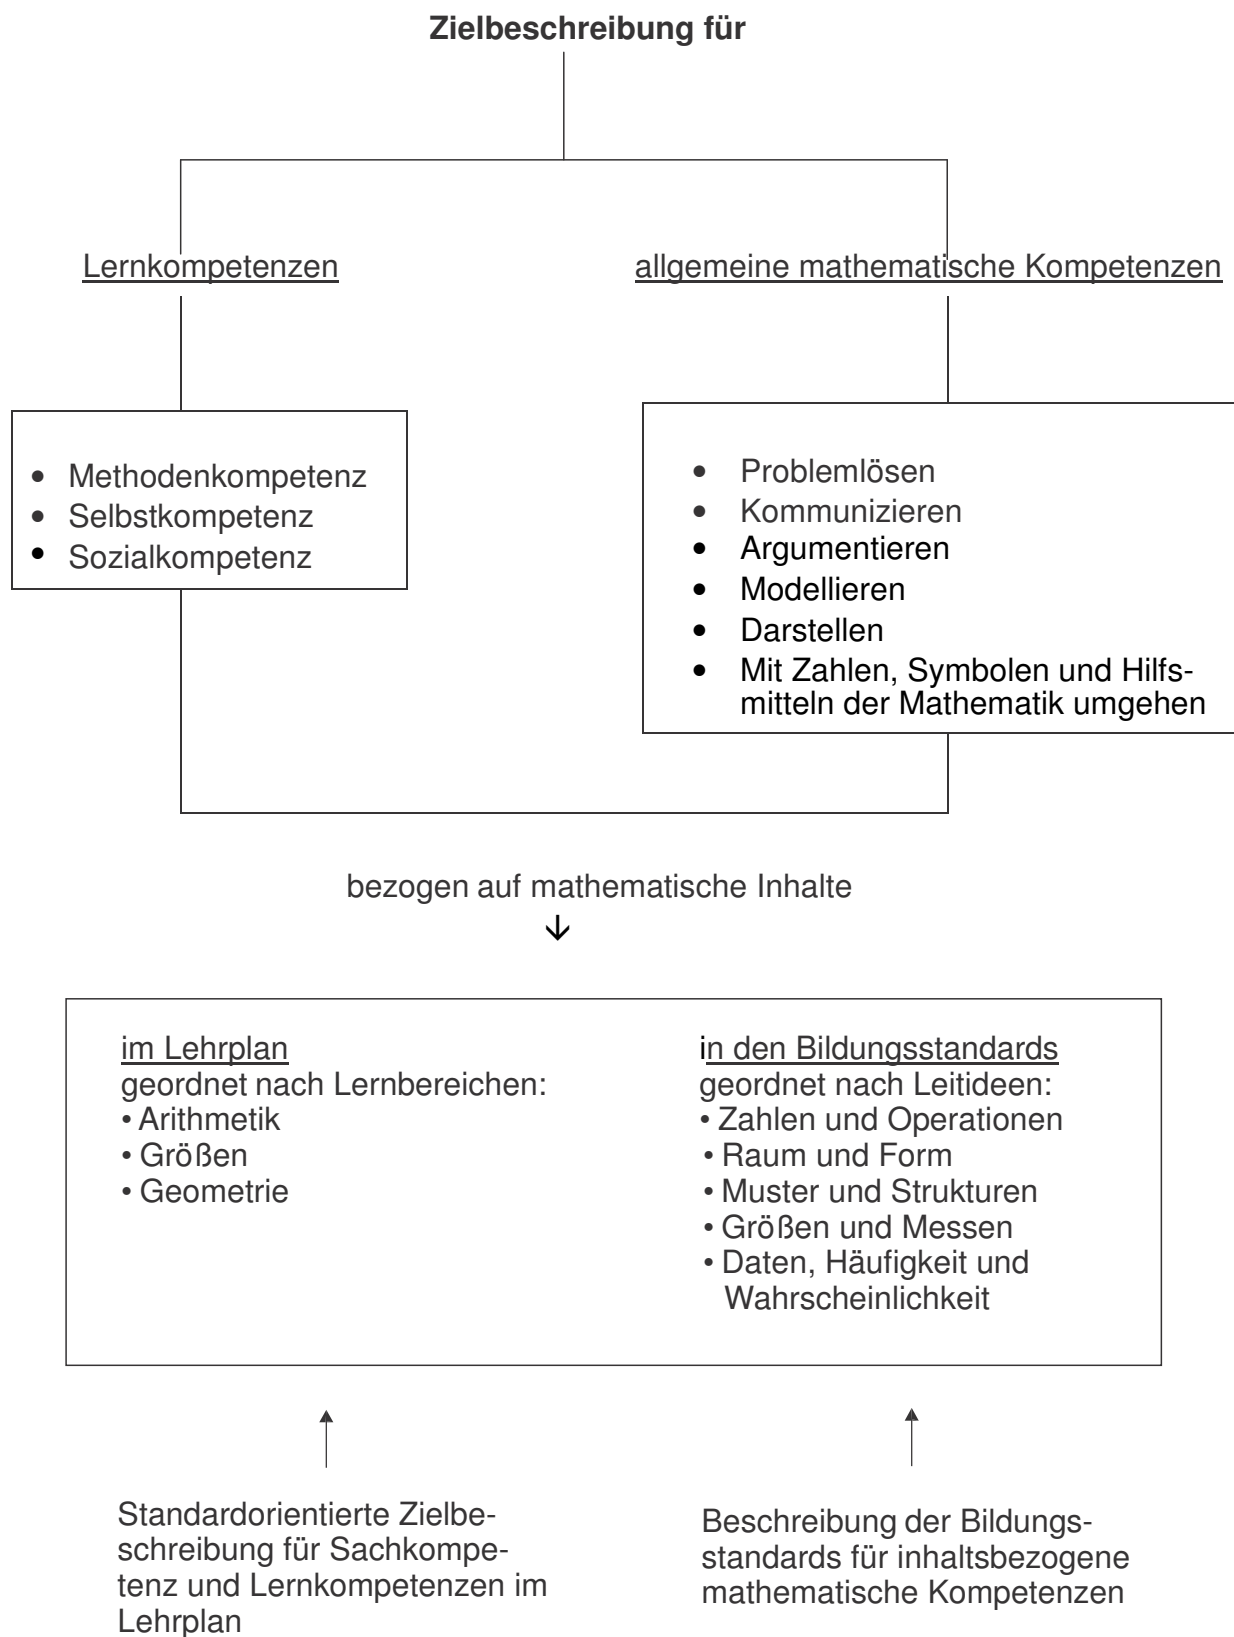 Zielbeschreibung für
Lernkompetenzen
allgemeine mathematische Kompetenzen
• Methodenkompetenz
• Selbstkompetenz
• Sozialkompetenz
• Problemlösen
• Kommunizieren
• Argumentieren
• Modellieren
• Darstellen
• Mit Zahlen, Symbolen und Hilfs-
mitteln der Mathematik umgehen
bezogen auf mathematische Inhalte
↓
im Lehrplan
geordnet nach Lernbereichen:
• Arithmetik
• Größen
• Geometrie
in den Bildungsstandards
geordnet nach Leitideen:
• Zahlen und Operationen
• Raum und Form
• Muster und Strukturen
• Größen und Messen
• Daten, Häufigkeit und
Wahrscheinlichkeit
Standardorientierte Zielbe-
schreibung für Sachkompe-
tenz und Lernkompetenzen im
Lehrplan
Beschreibung der Bildungs-
standards für inhaltsbezogene
mathematische Kompetenzen